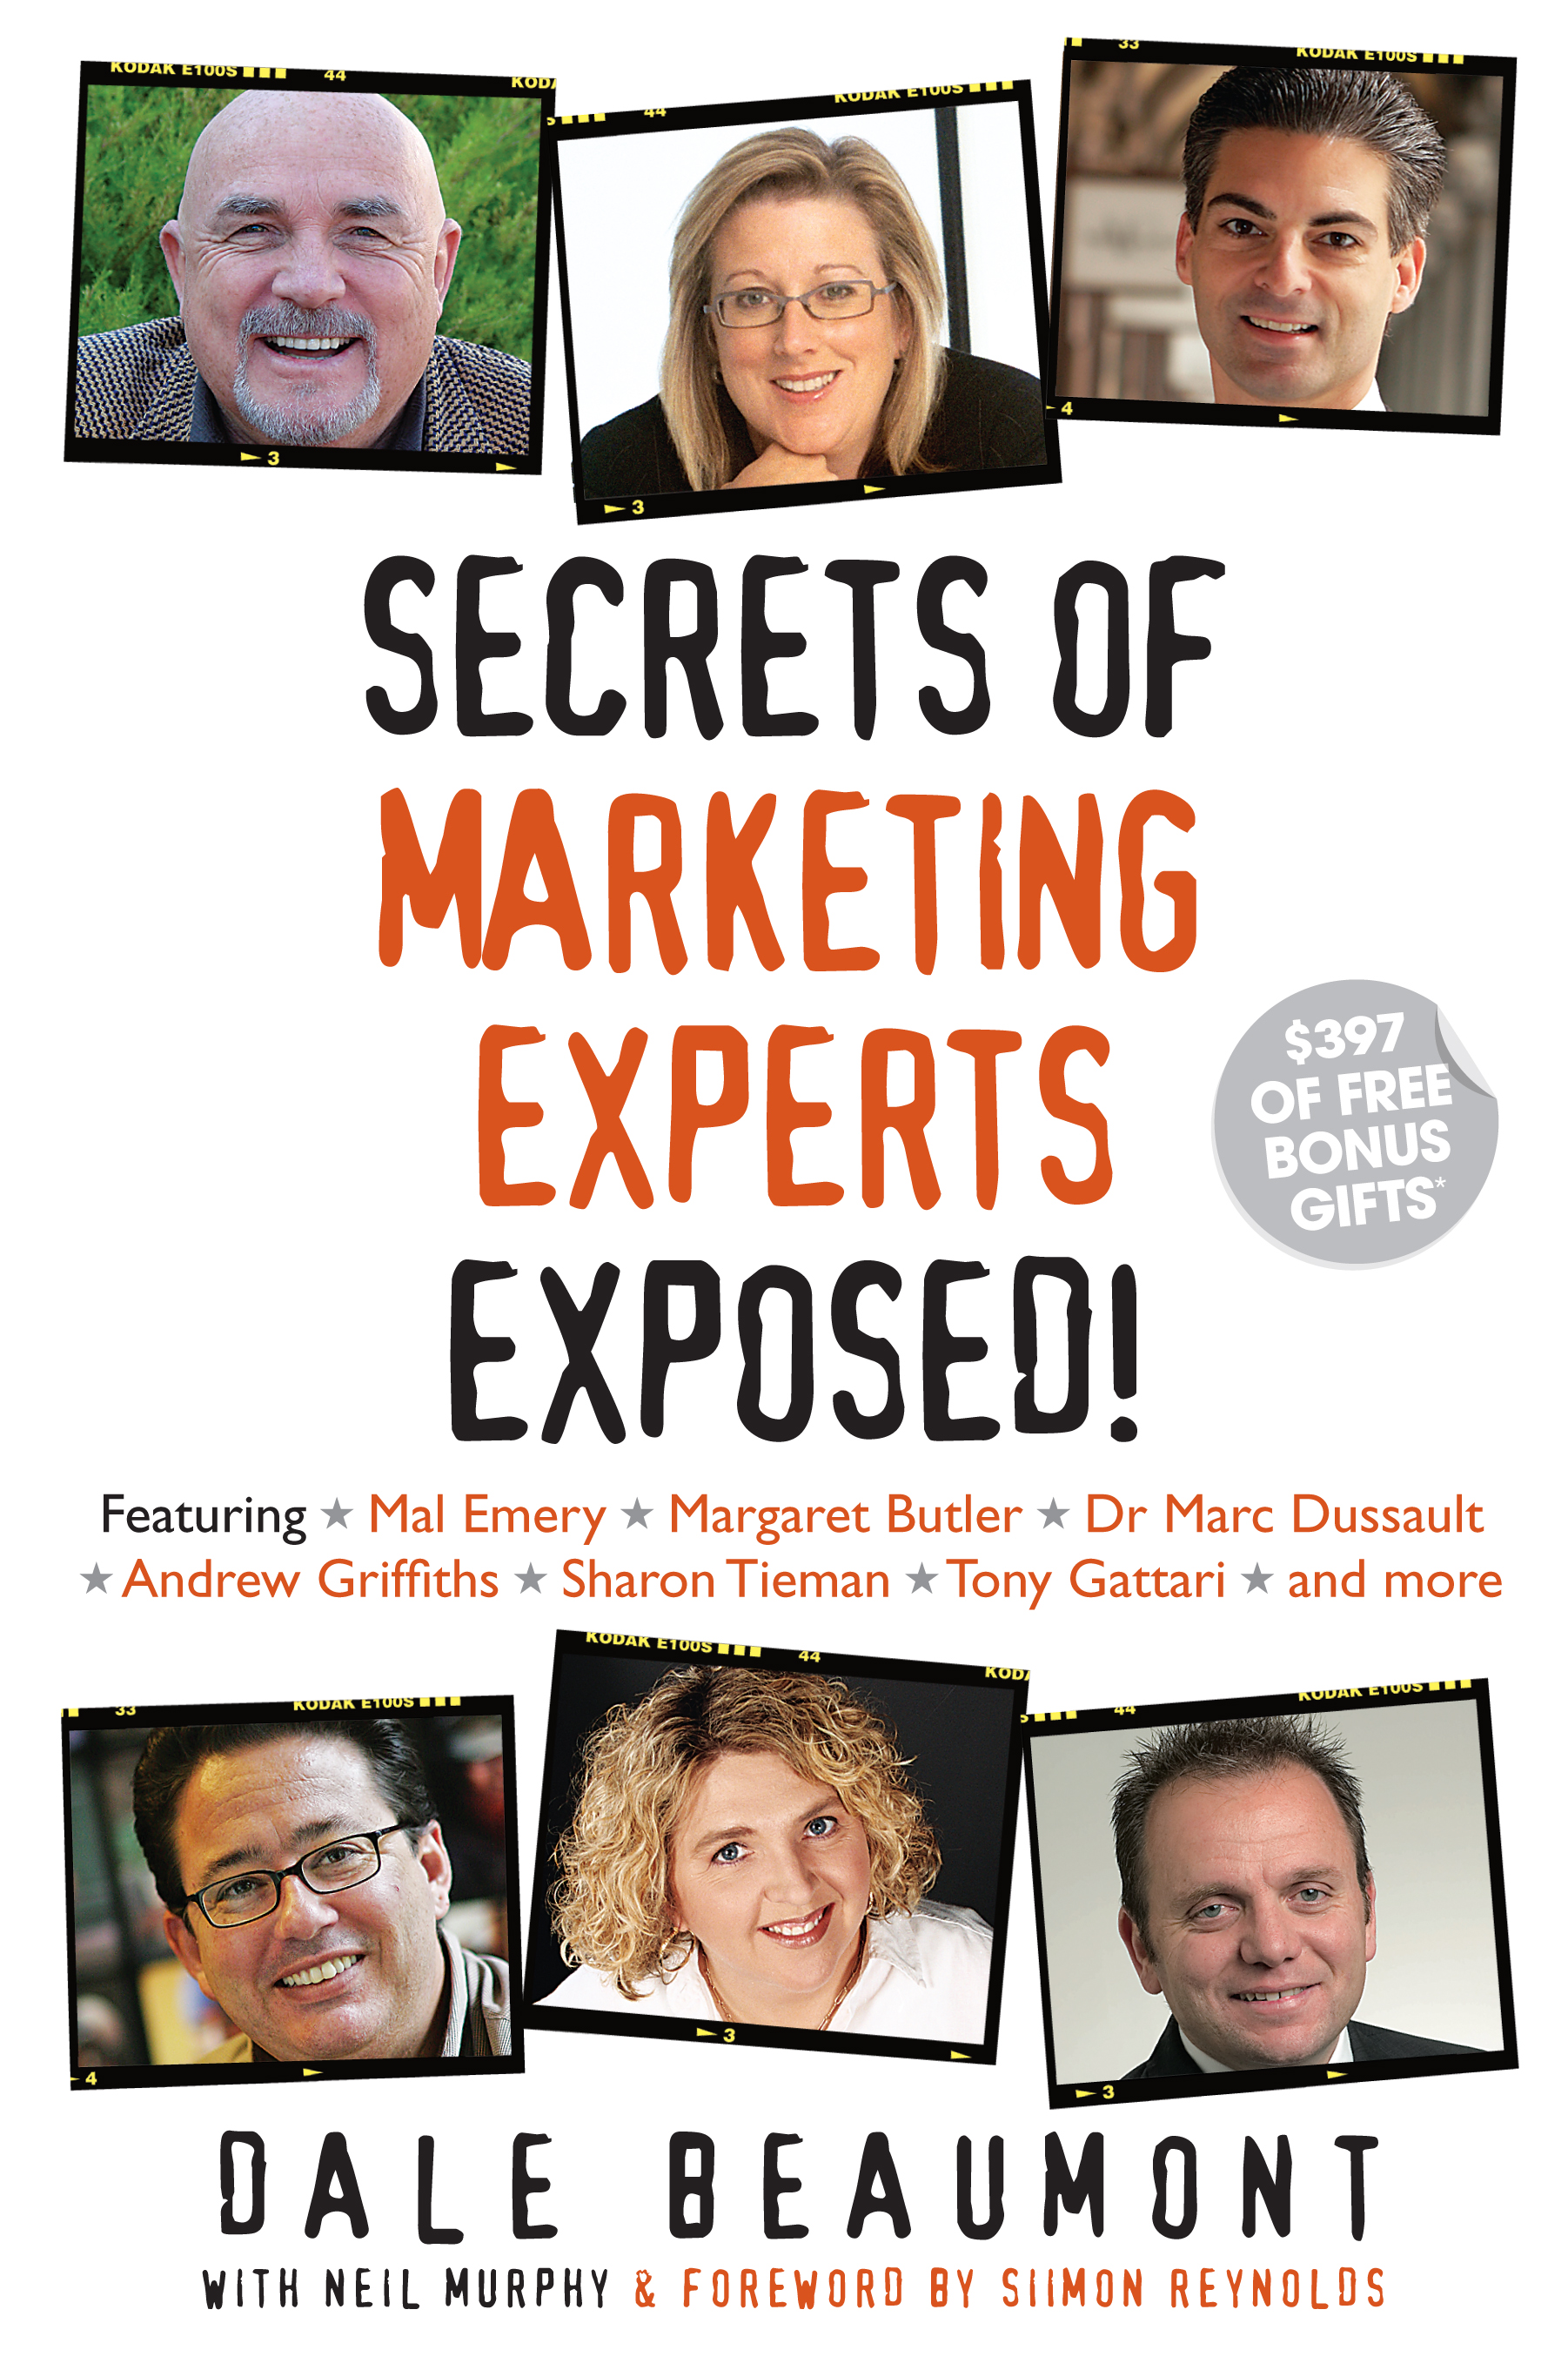 KODAK E100S 44 KODA
44 KODAK E100S
33 KODAK E100S
3
3
4
SECRETS OF
MARKETING
EXPERTS
EXPOSED!
$397
OF FREE
BONUS
GIFTS*
Featuring ★ Mal Emery ★ Margaret Butler ★ Dr Marc Dussault
★ Andrew Griffiths ★ Sharon Tieman ★ Tony Gattari ★ and more
33 KODAK E100S
KODAK E100S 44 KODA
44 KODAK E100S
4
3
3
DALE BEAUMONT
WITH NEIL MURPHY & FOREWORD BY SIIMON REYNOLDS